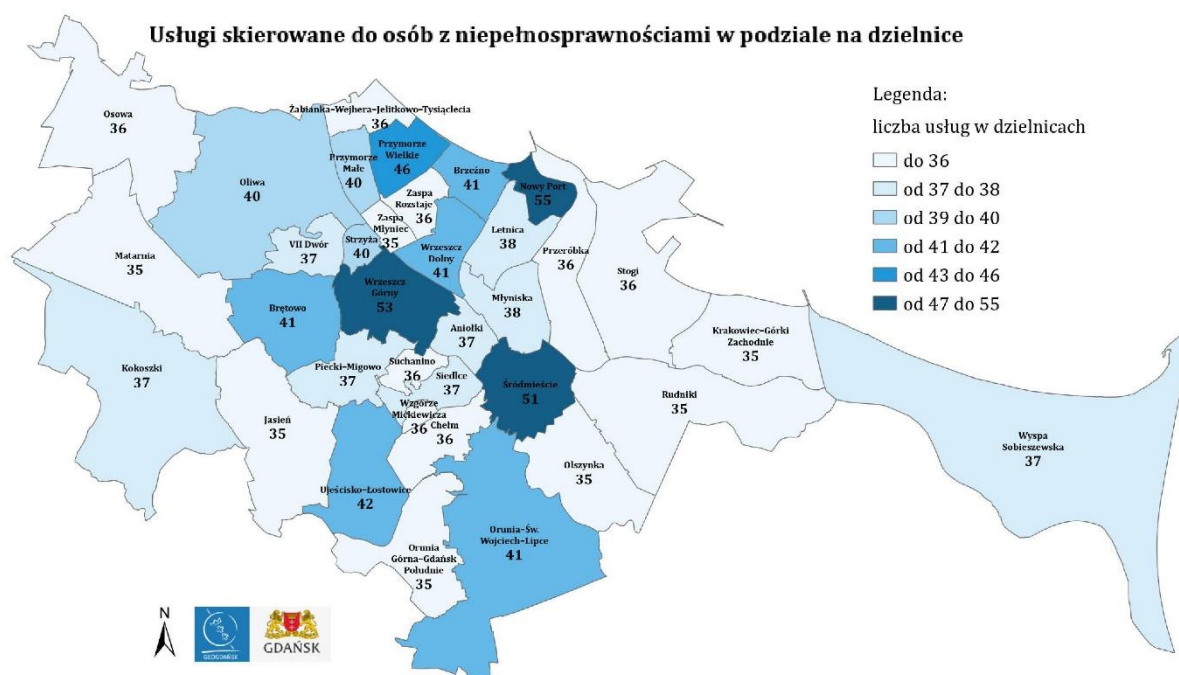 Usługi skierowane do osób z niepełnosprawnościami w podziale na dzielnice
Legenda:
liczba usług w dzielnicach
do 36
od 37 do 38
od 39 do 40
od 41 do 42
od 43 do 46
od 47 do 55
Osowa
36
Żabianka-Wejhera-Jelitkowo-Tysiąclecia
36
Przymorze
Wielkie
46
Przymorze
Małe
40
Oliwa
40
Brzeźno
41
Nowy Port
55
Zaspa
Rozstaje
36
Zaspa
Młyniec
35
Letnica
38
VII Dwór
37
Strzyża
40
Wrzeszcz
Dolny
41
Przeróbka
36
Stogi
36
Matarnia
35
Wrzeszcz
Górny
53
Młyniska
38
Brętowo
41
Aniołki
37
Krakowiec-Górki
Zachodnie
35
Kokoszki
37
Piecki-Migowo
37
Suchanino
36
Siedlce
37
Śródmieście
51
Rudniki
35
Wzgórze
Mickiewicza
36
Chełm
36
Jasień
35
Wyspa
Sobieszewska
37
Olszynka
35
Ujeścisko-Łostowice
42
Orunia-Św.
Wojciech-Lipce
41
Orunia
Górna-Gdańsk
Południe
35
N
GEOGDAŃSK
GDAŃSK